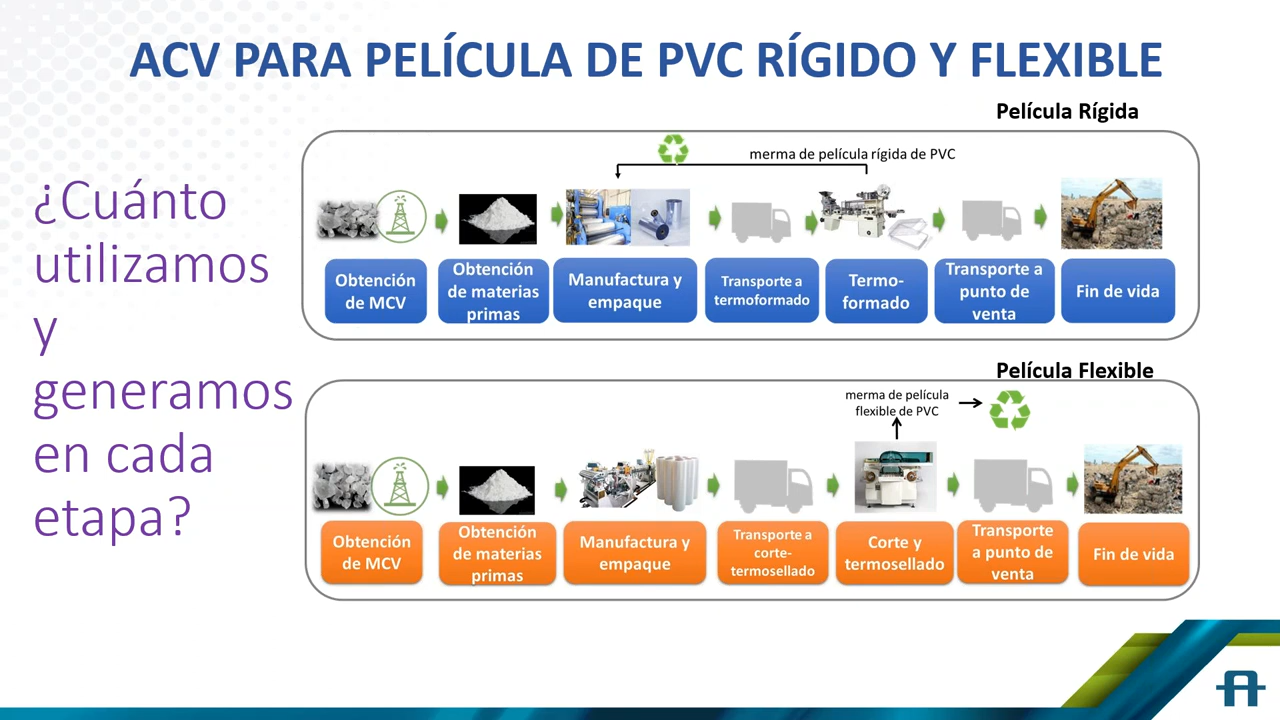 ACV PARA PELÍCULA DE PVC RÍGIDO Y FLEXIBLE
¿Cuánto
utilizamos
y
generamos
en cada
etapa?
Película Rígida
merma de película rígida de PVC
Obtención
de MCV
Obtención
de materias
primas
Manufactura y
empaque
Transporte a
termoformado
Termo-
formado
Transporte a
punto de
venta
Fin de vida
Película Flexible
merma de película
flexible de PVC
Obtención
de MCV
Obtención
de materias
primas
Manufactura y
empaque
Transporte a
corte-
termosellado
Corte y
termosellado
Transporte
a punto de
venta
Fin de vida